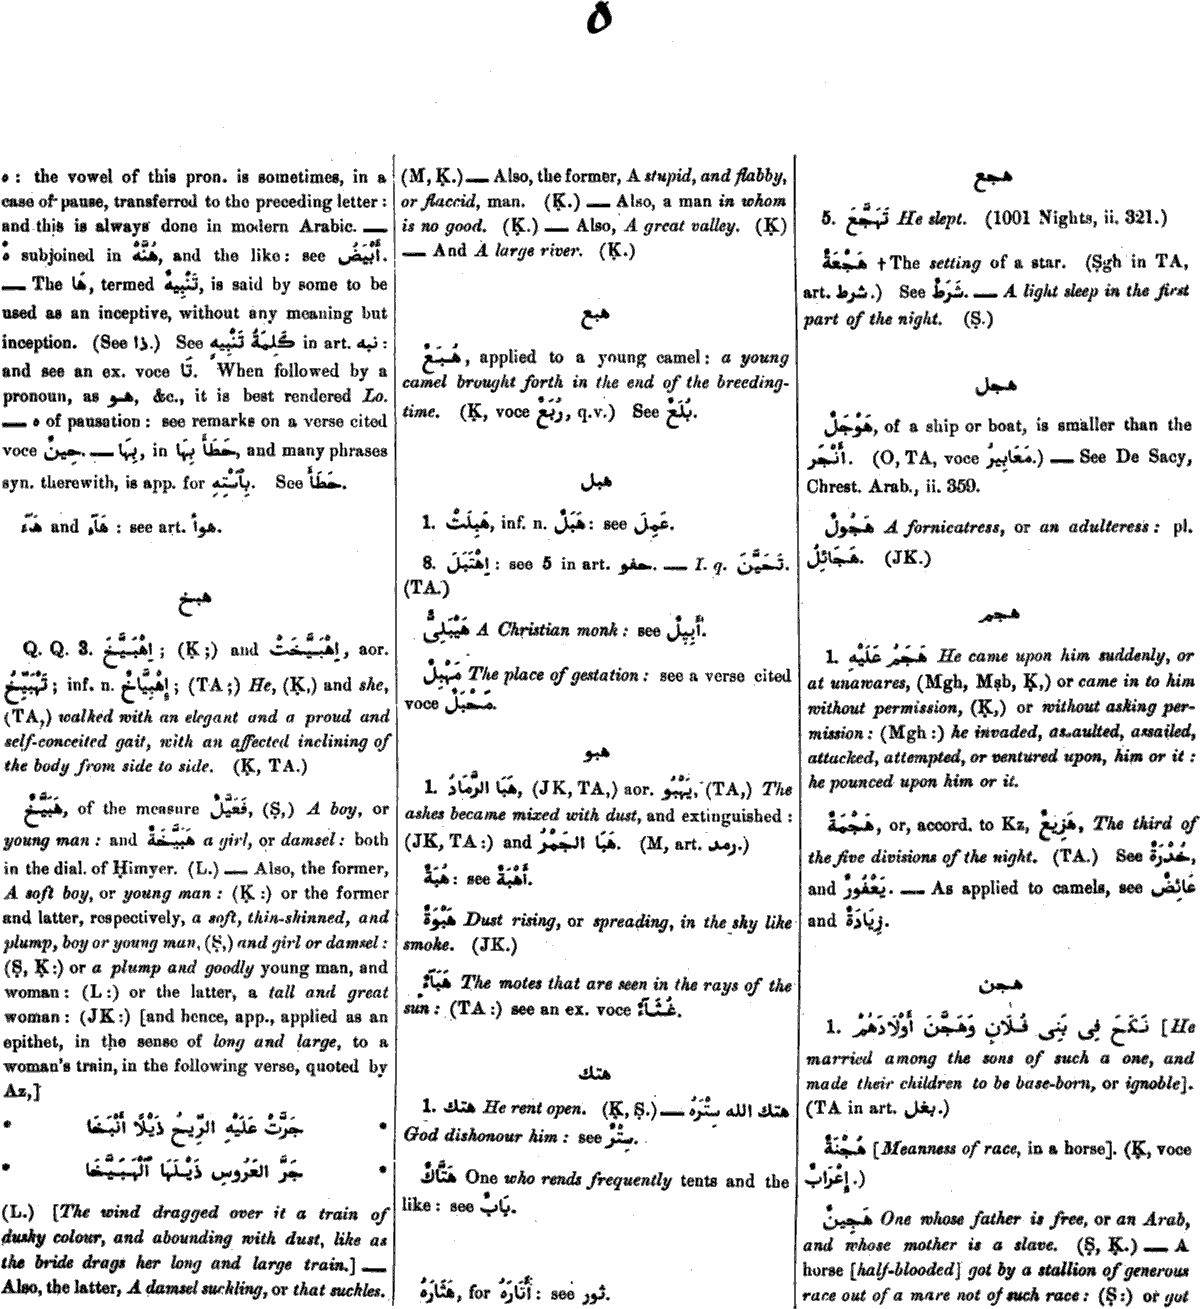 ه
ه : the vowel of this pron. is sometimes, in a
case of pause, transferred to the preceding letter :
and this is always done in modern Arabic. —
هُ subjoined in هَنَّهْ, and the like : see أَبْيَضُ.
— The هَا, termed تَنْبِيهٌ, is said by some to be
used as an inceptive, without any meaning but
inception. (See ذا.) See كَلِمَةُ تَنْبِيهٍ in art. نبه :
and see an ex. voce تَا. When followed by a
pronoun, as هـو, &c., it is best rendered Lo.
— ه of pausation : see remarks on a verse cited
voce حِينٌ. — بِهَا, in حَطَأَ بِهَا, and many phrases
syn. therewith, is app. for بِٱسْتِهِ. See حَطَأَ.
هَآءَ and هَآءِ : see art. هوأ.
هبخ
Q. Q. 3. اِهْبَيَّخَ ; (Ḳ ;) and اِهْبَيَّخَتْ, aor.
تَهْبَيِّخُ ; inf. n. اِهْبِيَّاخٌ ; (TA ;) He, (Ḳ,) and she,
(TA,) walked with an elegant and a proud and
self-conceited gait, with an affected inclining of
the body from side to side. (Ḳ, TA.)
هَبَيَّخٌ, of the measure فَعَيَّلٌ, (Ṣ,) A boy, or
young man : and هَبَيَّخَةٌ a girl, or damsel : both
in the dial. of Ḥimyer. (L.) — Also, the former,
A soft boy, or young man : (Ḳ :) or the former
and latter, respectively, a soft, thin-skinned, and
plump, boy or young man, (Ṣ,) and girl or damsel :
(Ṣ, Ḳ :) or a plump and goodly young man, and
woman : (L :) or the latter, a tall and great
woman : (JK :) [and hence, app., applied as an
epithet, in the sense of long and large, to a
woman's train, in the following verse, quoted by
Az,]
• جَرَّتْ عَلَيْهِ الرِّيحُ ذَيْلًا أَنْبَخَا •
• جَرَّ العَرُوسِ ذَيْلَهَا ٱلْهَبَيَّخَا •
(L.) [The wind dragged over it a train of
dusky colour, and abounding with dust, like as
the bride drags her long and large train.] —
Also, the latter, A damsel suckling, or that suckles.
(M, Ḳ.) — Also, the former, A stupid, and flabby,
or flaccid, man. (Ḳ.) — Also, a man in whom
is no good. (Ḳ.) — Also, A great valley. (Ḳ)
— And A large river. (Ḳ.)
هبع
هُبَعٌ, applied to a young camel : a young
camel brought forth in the end of the breeding-
time. (Ḳ, voce رُبَعٌ, q.v.) See بُلَعٌ.
هبل
1. هَبِلَتْ, inf. n. هَبَلٌ : see عَمِلَ.
8. اِهْتَبَلَ : see 5 in art. حفو. — I. q. تَحَيَّنَ.
(TA.)
هَيْبَلِىٌّ A Christian monk : see أَبِيلٌ.
مَهْبِلٌ The place of gestation : see a verse cited
voce مَحْبَلٌ.
هبو
1. هَبَا الرَّمَادُ, (JK, TA,) aor. يَهْبُو, (TA,) The
ashes became mixed with dust, and extinguished :
(JK, TA :) and هَبَا الجَمْرُ. (M, art. رمد.)
هُبَةٌ : see أُهْبَةٌ.
هَبْوَةٌ Dust rising, or spreading, in the sky like
smoke. (JK.)
هَبَآءٌ The motes that are seen in the rays of the
sun : (TA :) see an ex. voce غُثَآءٌ.
هتك
1. هتك He rent open. (Ḳ, Ṣ.) — هتك الله سِتْرَهُ
God dishonour him : see سِتْرٌ.
هَتَّاكٌ One who rends frequently tents and the
like : see بَابٌ.
هَثَارَهُ, for أَثَارَهُ : see ثور.
هجع
5. تَهَجَّعَ He slept. (1001 Nights, ii. 321.)
هَجْعَةٌ †The setting of a star. (Ṣgh in TA,
art. شرط.) See شَرَطٌ. — A light sleep in the first
part of the night. (Ṣ.)
هجل
هَوْجَلٌ, of a ship or boat, is smaller than the
أَنْجَر. (O, TA, voce مَعَابِيرُ.) — See De Sacy,
Chrest. Arab., ii. 359.
هَجُولٌ A fornicatress, or an adulteress : pl.
هَجَائِلُ. (JK.)
هجم
1. هَجَمَ عَلَيْهِ He came upon him suddenly, or
at unawares, (Mgh, Mṣb, Ḳ,) or came in to him
without permission, (Ḳ,) or without asking per-
mission : (Mgh :) he invaded, assaulted, assailed,
attacked, attempted, or ventured upon, him or it :
he pounced upon him or it.
هَجْمَةٌ, or, accord. to Kz, هَزِيعٌ, The third of
the five divisions of the night. (TA.) See خُدْرَةٌ,
and يَعْفُورٌ. — As applied to camels, see عَائِضٌ
and زِيَادَةٌ.
هجن
1. نَكَحَ فِى بَنِى فُلَانٍ وَهَجَّنَ أَوْلَادَهُمْ [He
married among the sons of such a one, and
made their children to be base-born, or ignoble].
(TA in art. بغل.)
هُجْنَةٌ [Meanness of race, in a horse]. (Ḳ, voce
إِعْرَابٌ.)
هَجِينٌ One whose father is free, or an Arab,
and whose mother is a slave. (Ṣ, Ḳ.) — A
horse [half-blooded] got by a stallion of generous
race out of a mare not of such race : (Ṣ :) or got